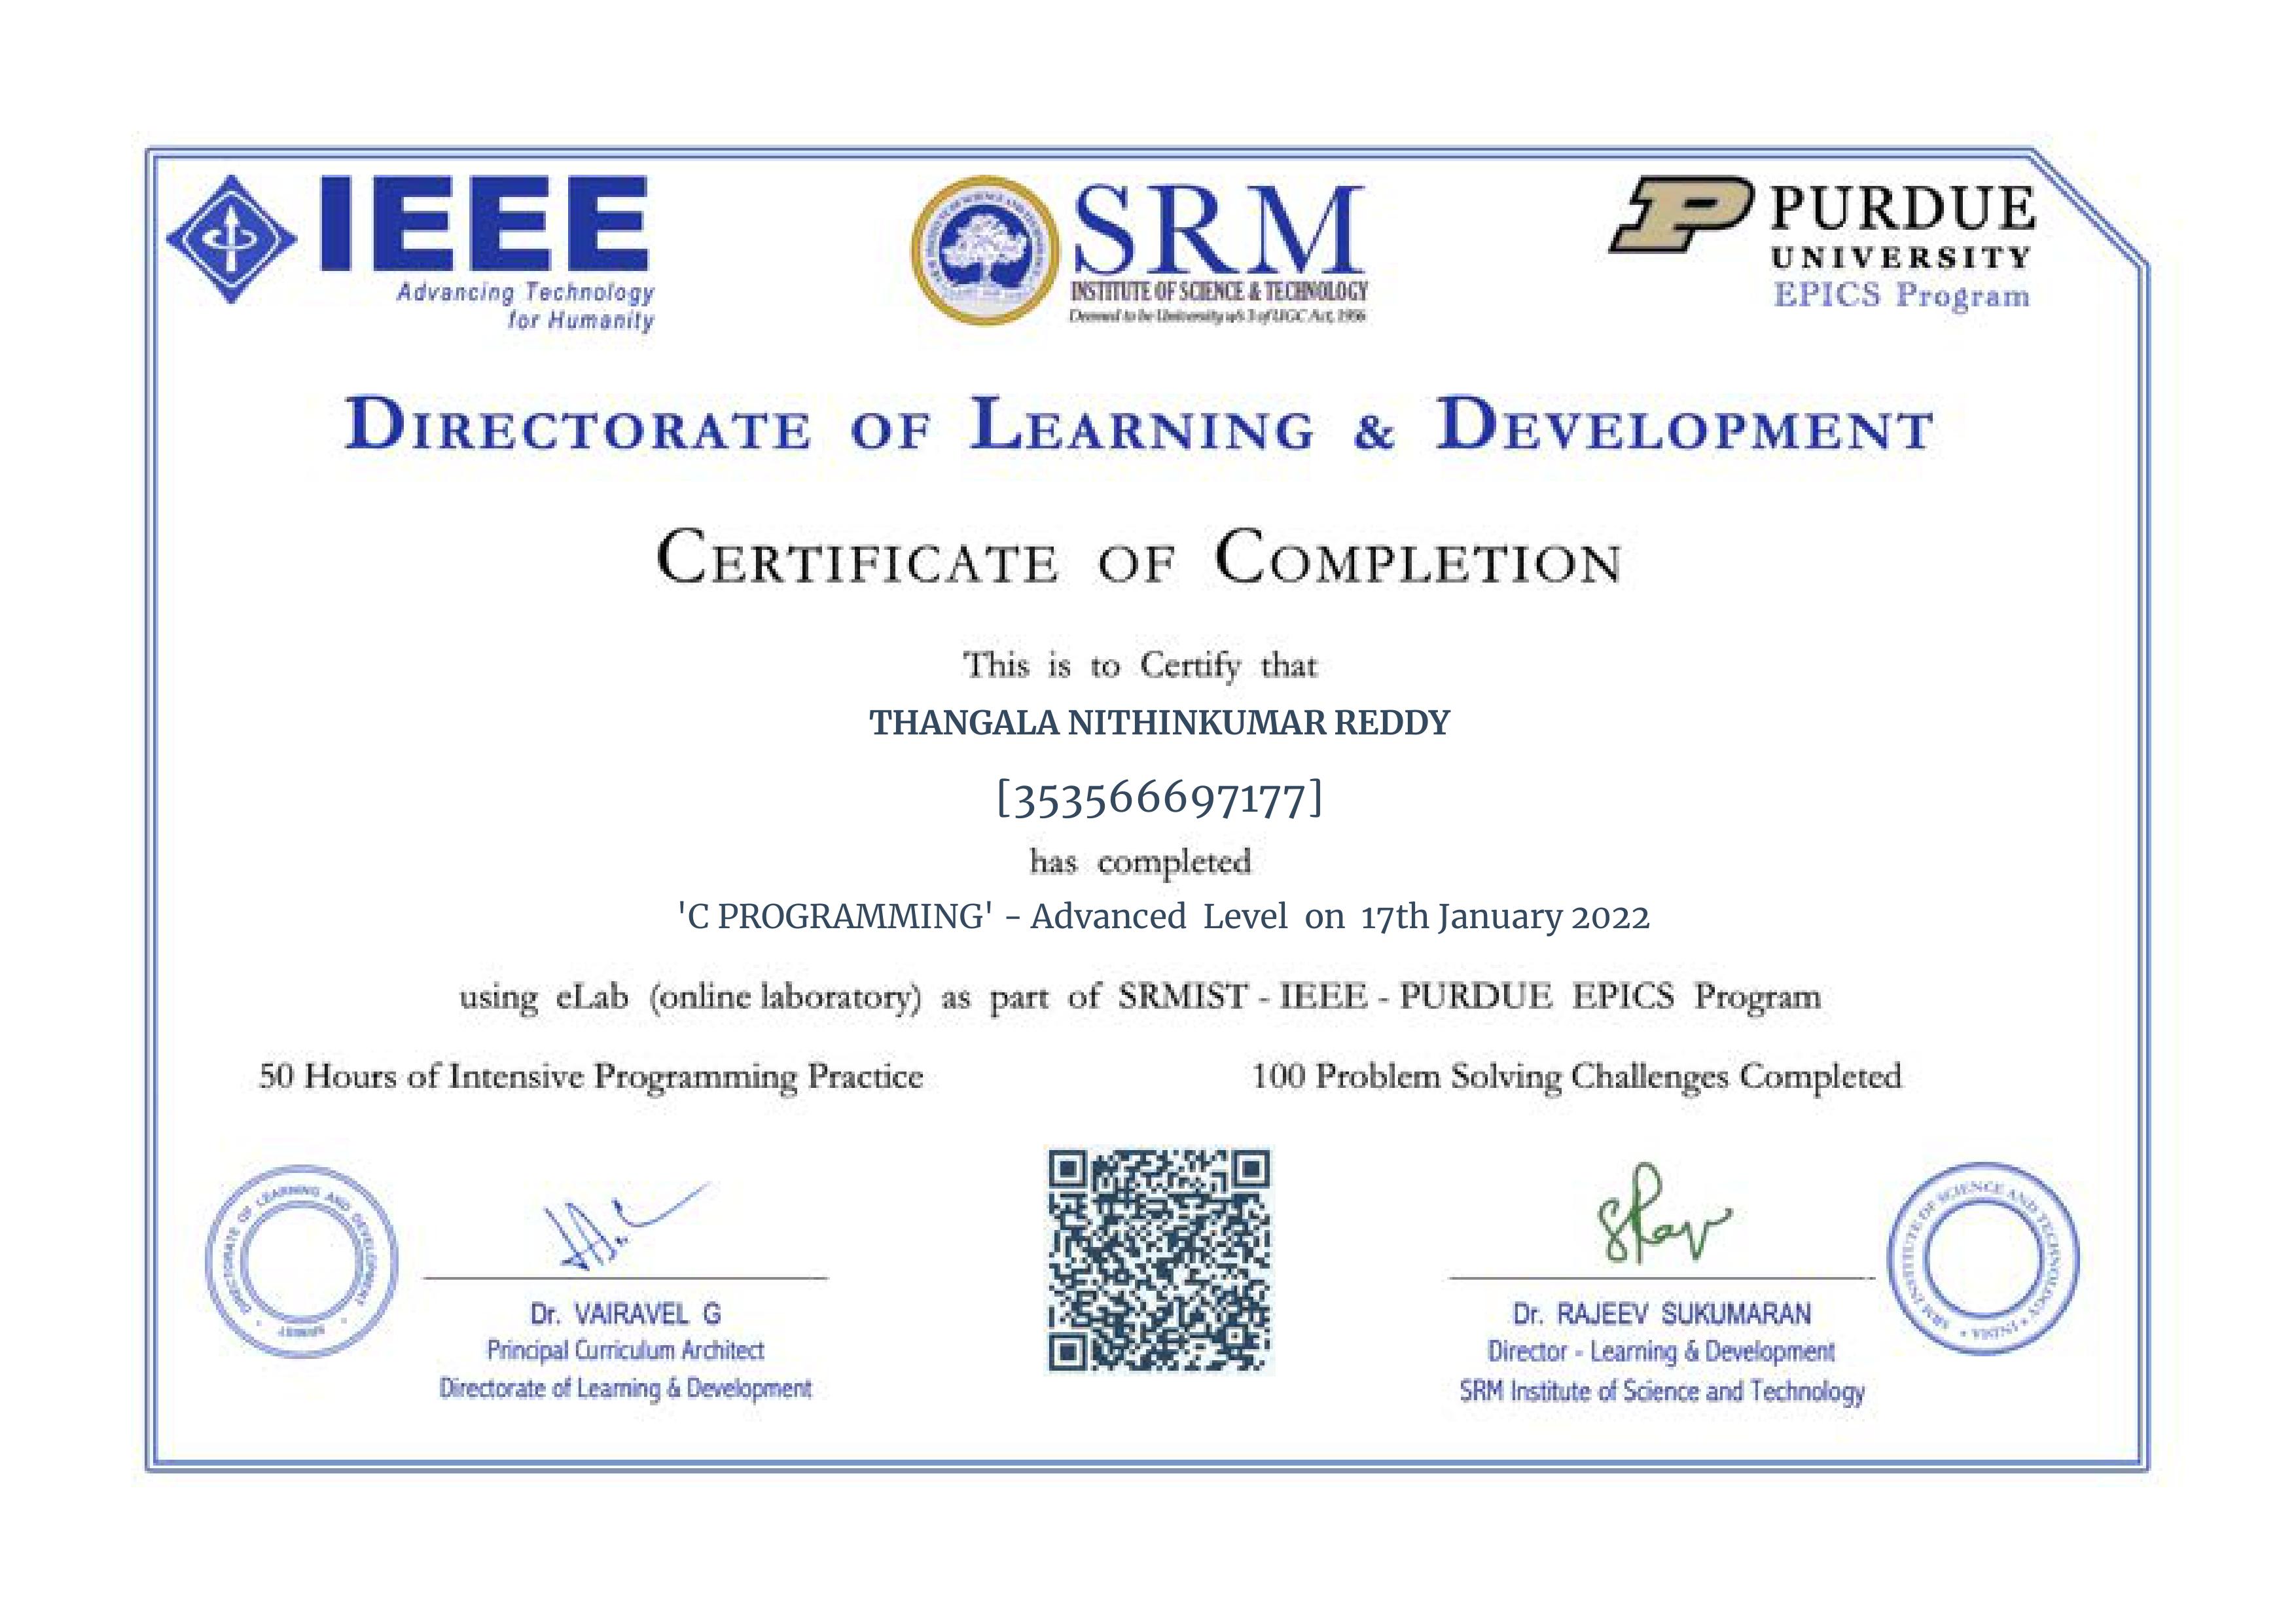 IEEE
Advancing Technology
for Humanity
SRM
INSTITUTE OF SCIENCE & TECHNOLOGY
Deemed to be University u/s 3 of UGC Act, 1956
PURDUE
UNIVERSITY
EPICS Program
DIRECTORATE OF LEARNING & DEVELOPMENT
CERTIFICATE OF COMPLETION
This is to Certify that
THANGALA NITHINKUMAR REDDY
[353566697177]
has completed
'C PROGRAMMING' - Advanced Level on 17th January 2022
using eLab (online laboratory) as part of SRMIST - IEEE - PURDUE EPICS Program
50 Hours of Intensive Programming Practice
100 Problem Solving Challenges Completed
DIRECTORATE OF LEARNING AND DEVELOPMENT
SRMIST
SRM INSTITUTE OF SCIENCE AND TECHNOLOGY • INDIA •
Dr. VAIRAVEL G
Principal Curriculum Architect
Directorate of Learning & Development
Dr. RAJEEV SUKUMARAN
Director - Learning & Development
SRM Institute of Science and Technology